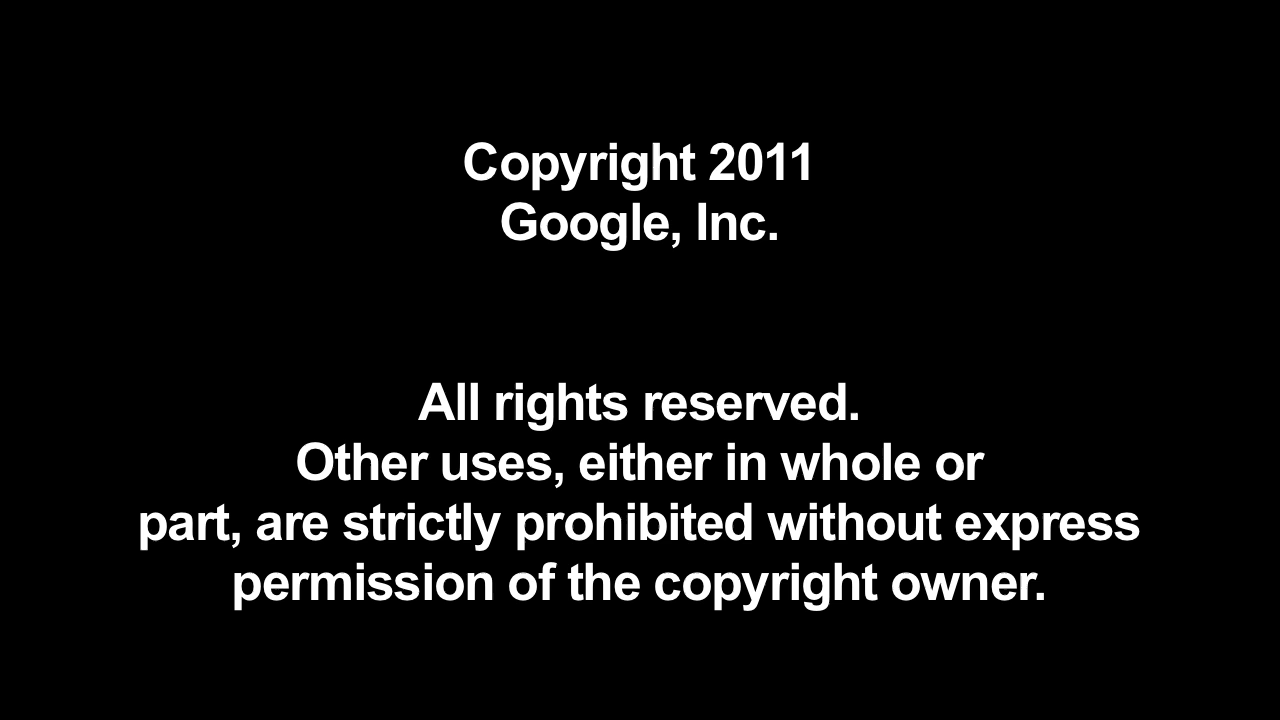 Copyright 2011
Google, Inc.
All rights reserved.
Other uses, either in whole or
part, are strictly prohibited without express
permission of the copyright owner.